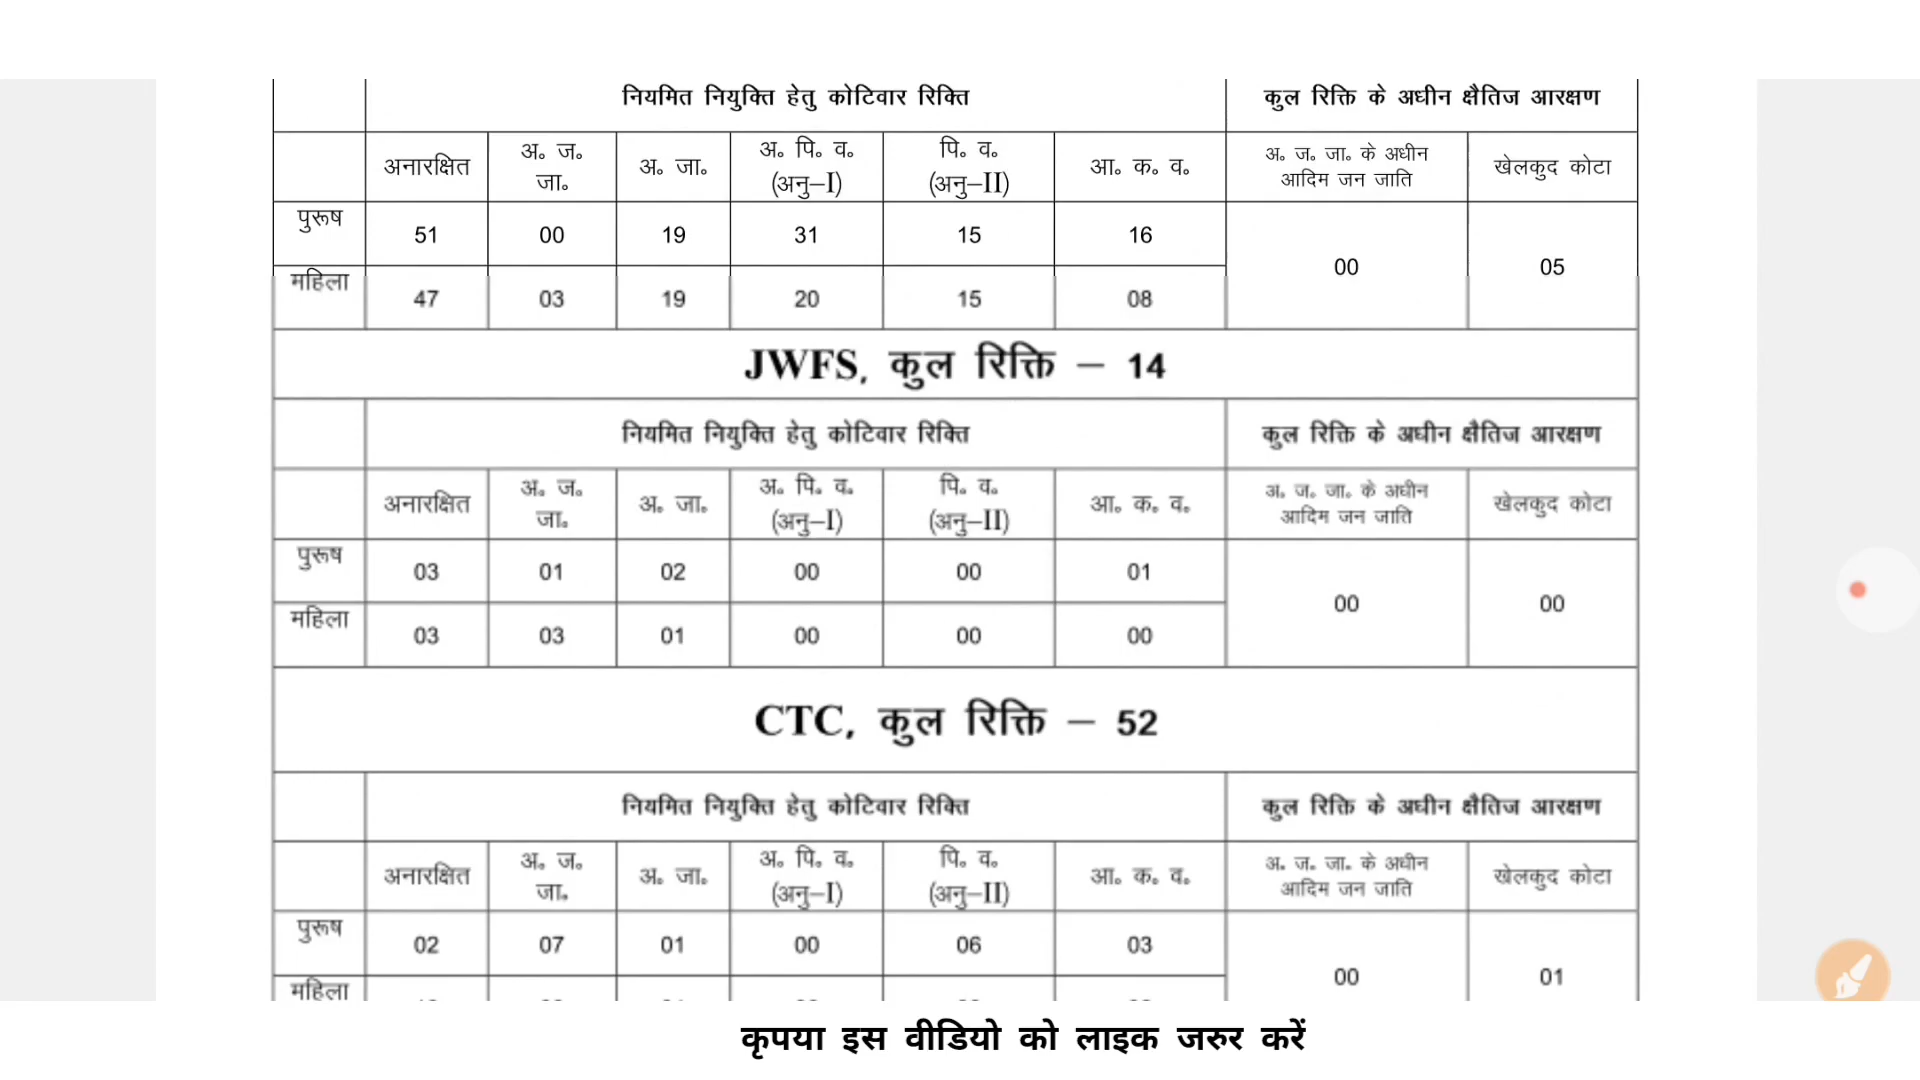 नियमित नियुक्ति हेतु कोटिवार रिक्ति कुल रिक्ति के अधीन क्षैतिज आरक्षण
अनारक्षित अ॰ ज॰ जा॰ अ॰ जा॰ अ॰ पि॰ व॰ (अनु–I) पि॰ व॰ (अनु–II) आ॰ क॰ व॰ अ॰ ज॰ जा॰ के अधीन आदिम जन जाति खेलकुद कोटा
पुरूष 51 00 19 31 15 16 00 05
महिला 47 03 19 20 15 08
JWFS, कुल रिक्ति – 14
नियमित नियुक्ति हेतु कोटिवार रिक्ति कुल रिक्ति के अधीन क्षैतिज आरक्षण
अनारक्षित अ॰ ज॰ जा॰ अ॰ जा॰ अ॰ पि॰ व॰ (अनु–I) पि॰ व॰ (अनु–II) आ॰ क॰ व॰ अ॰ ज॰ जा॰ के अधीन आदिम जन जाति खेलकुद कोटा
पुरूष 03 01 02 00 00 01 00 00
महिला 03 03 01 00 00 00
CTC, कुल रिक्ति – 52
नियमित नियुक्ति हेतु कोटिवार रिक्ति कुल रिक्ति के अधीन क्षैतिज आरक्षण
अनारक्षित अ॰ ज॰ जा॰ अ॰ जा॰ अ॰ पि॰ व॰ (अनु–I) पि॰ व॰ (अनु–II) आ॰ क॰ व॰ अ॰ ज॰ जा॰ के अधीन आदिम जन जाति खेलकुद कोटा
पुरूष 02 07 01 00 06 03 00 01
महिला
कृपया इस वीडियो को लाइक जरुर करें